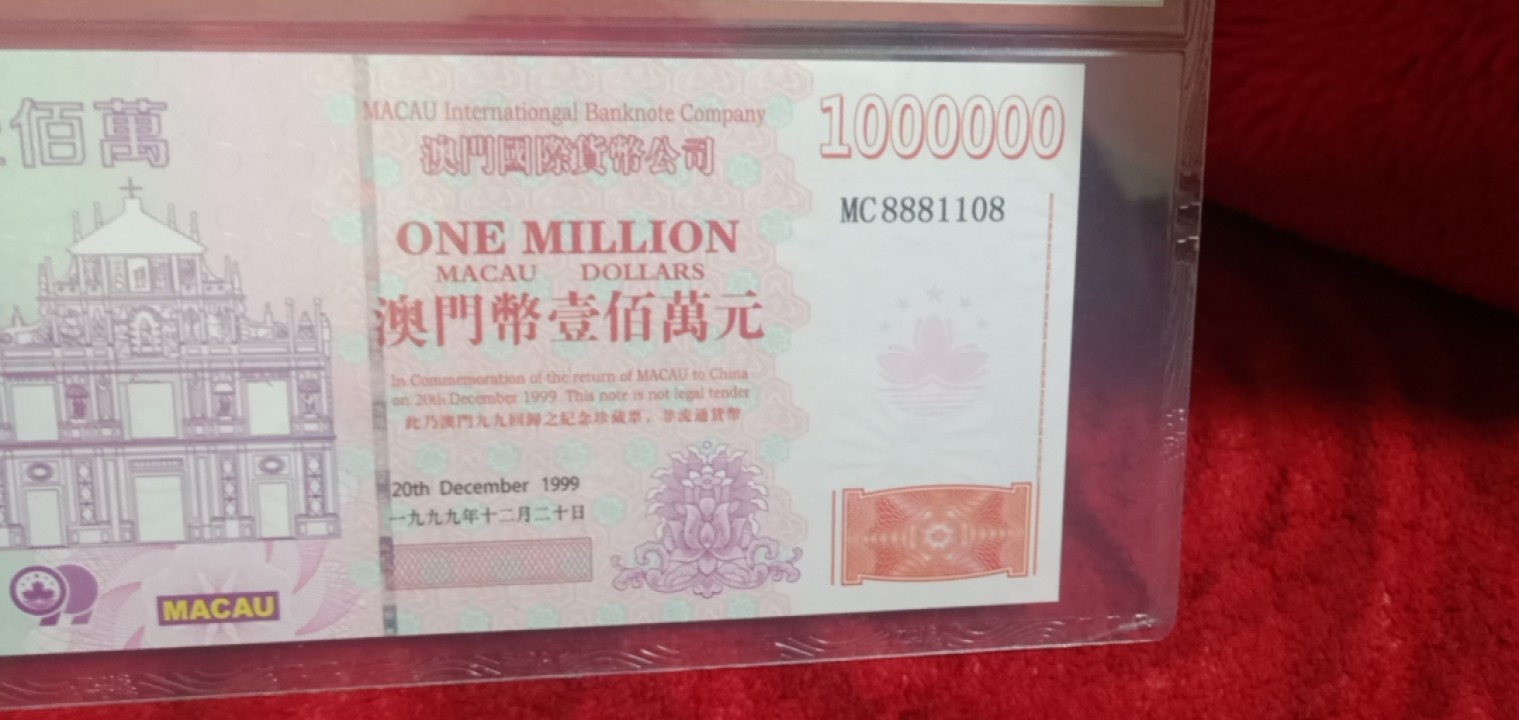 佰萬
MACAU Internationgal Banknote Company
澳門國際貨幣公司
1000000
MC8881108
ONE MILLION
MACAU DOLLARS
澳門幣壹佰萬元
In Commemoration of the return of MACAU to China
on 20th December 1999. This note is not legal tender
此乃澳門九九回歸之紀念珍藏票，非流通貨幣
20th December 1999
一九九九年十二月二十日
99
MACAU